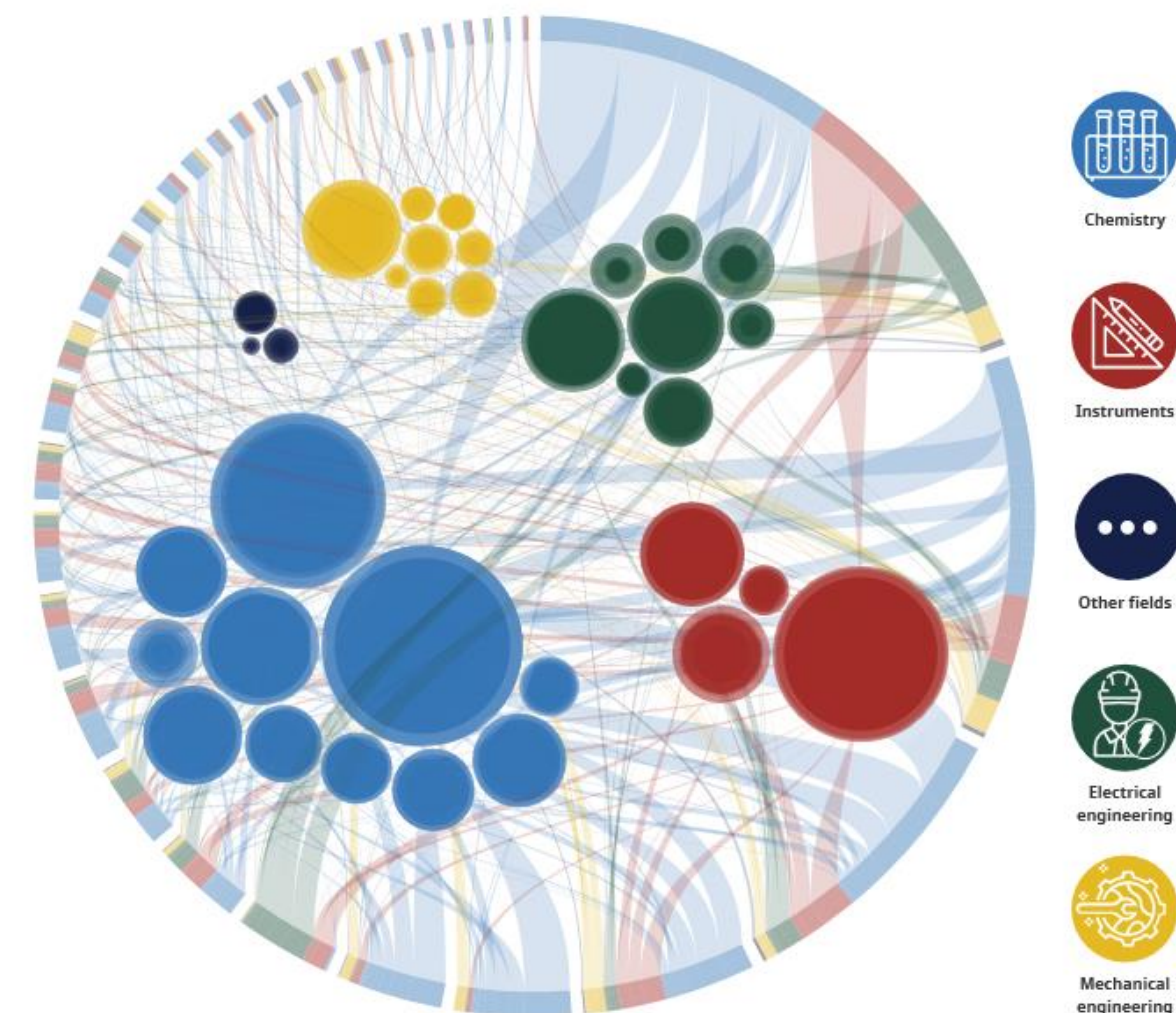 Chemistry
Instruments
Other fields
Electrical
engineering
Mechanical
engineering